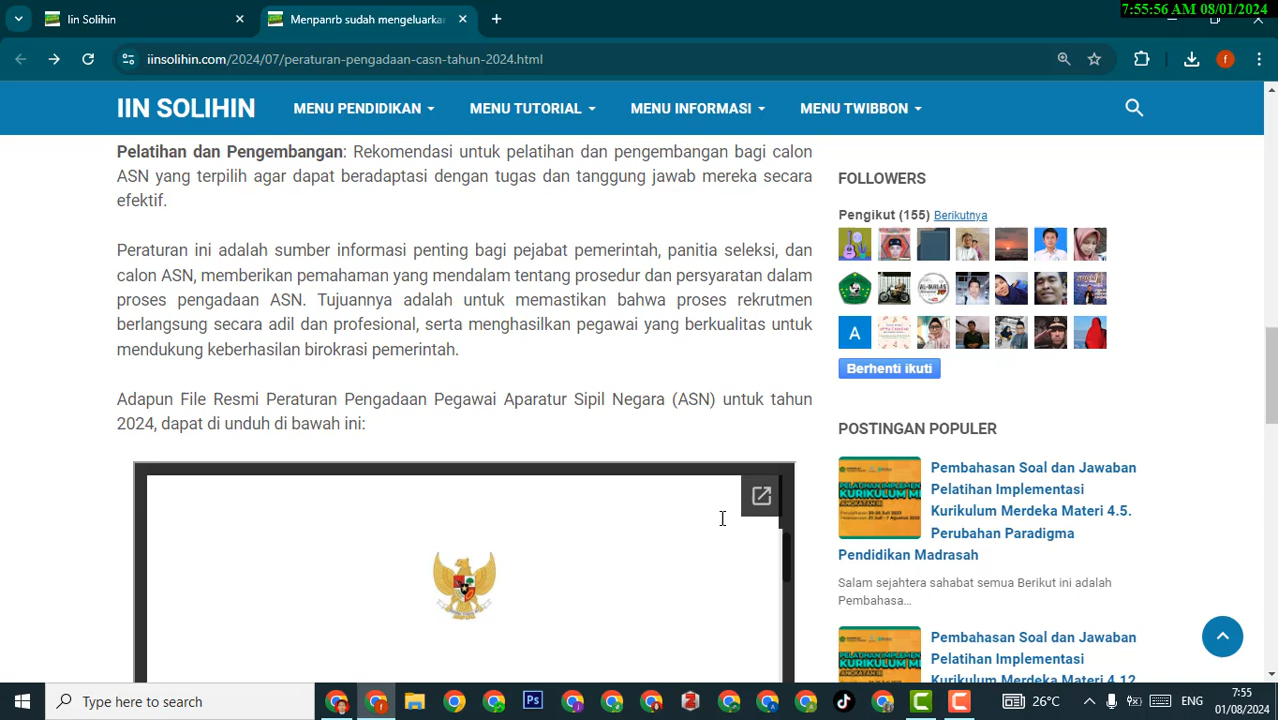 7:55:56 AM 08/01/2024
Iin Solihin
Menpanrb sudah mengeluarka
iinsolihin.com/2024/07/peraturan-pengadaan-casn-tahun-2024.html
f
IIN SOLIHIN
MENU PENDIDIKAN
MENU TUTORIAL
MENU INFORMASI
MENU TWIBBON
Pelatihan dan Pengembangan: Rekomendasi untuk pelatihan dan pengembangan bagi calon
ASN yang terpilih agar dapat beradaptasi dengan tugas dan tanggung jawab mereka secara
efektif.
Peraturan ini adalah sumber informasi penting bagi pejabat pemerintah, panitia seleksi, dan
calon ASN, memberikan pemahaman yang mendalam tentang prosedur dan persyaratan dalam
proses pengadaan ASN. Tujuannya adalah untuk memastikan bahwa proses rekrutmen
berlangsung secara adil dan profesional, serta menghasilkan pegawai yang berkualitas untuk
mendukung keberhasilan birokrasi pemerintah.
Adapun File Resmi Peraturan Pengadaan Pegawai Aparatur Sipil Negara (ASN) untuk tahun
2024, dapat di unduh di bawah ini:
FOLLOWERS
Pengikut (155) Berikutnya
A
Berhenti ikuti
POSTINGAN POPULER
Pembahasan Soal dan Jawaban
Pelatihan Implementasi
Kurikulum Merdeka Materi 4.5.
Perubahan Paradigma
Pendidikan Madrasah
Salam sejahtera sahabat semua Berikut ini adalah
Pembahasa…
Pembahasan Soal dan Jawaban
Pelatihan Implementasi
Kurikulum Merdeka Materi 4.12
Type here to search
Ps
26°C
ENG
7:55
01/08/2024